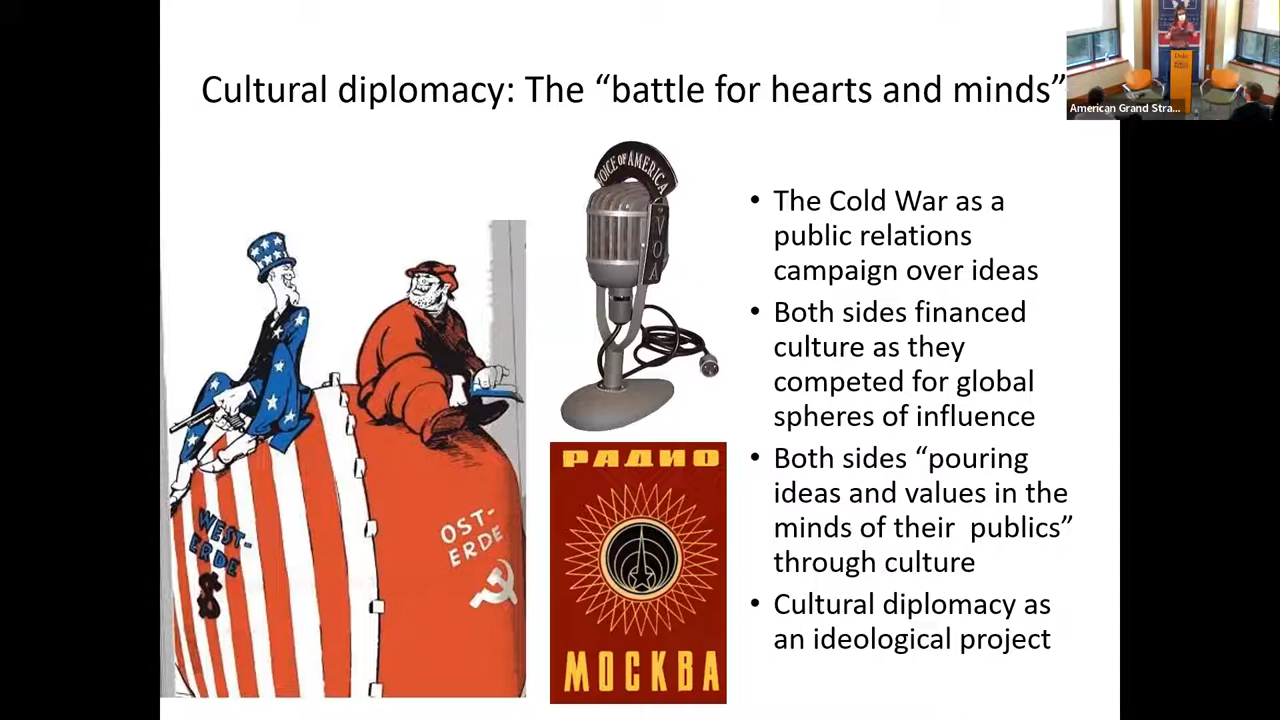 Cultural diplomacy: The “battle for hearts and minds”
American Grand Stra...
Duke
VOICE OF AMERICA
VOA
• The Cold War as a
public relations
campaign over ideas
• Both sides financed
culture as they
competed for global
spheres of influence
• Both sides “pouring
ideas and values in the
minds of their publics”
through culture
• Cultural diplomacy as
an ideological project
WEST-
ERDE
$
OST-
ERDE
РАДИО
МОСКВА